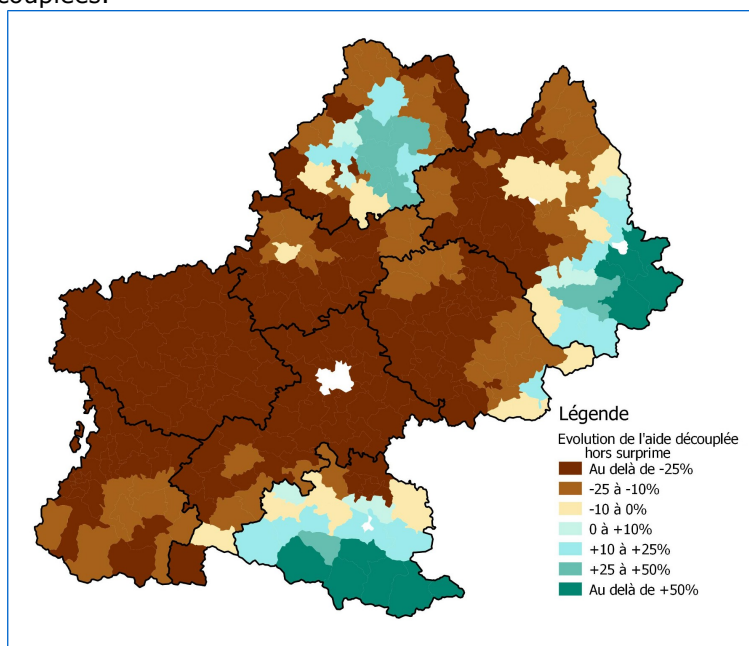 couplées.
Légende
Evolution de l'aide découplée
hors surprime
Au delà de -25%
-25 à -10%
-10 à 0%
0 à +10%
+10 à +25%
+25 à +50%
Au delà de +50%